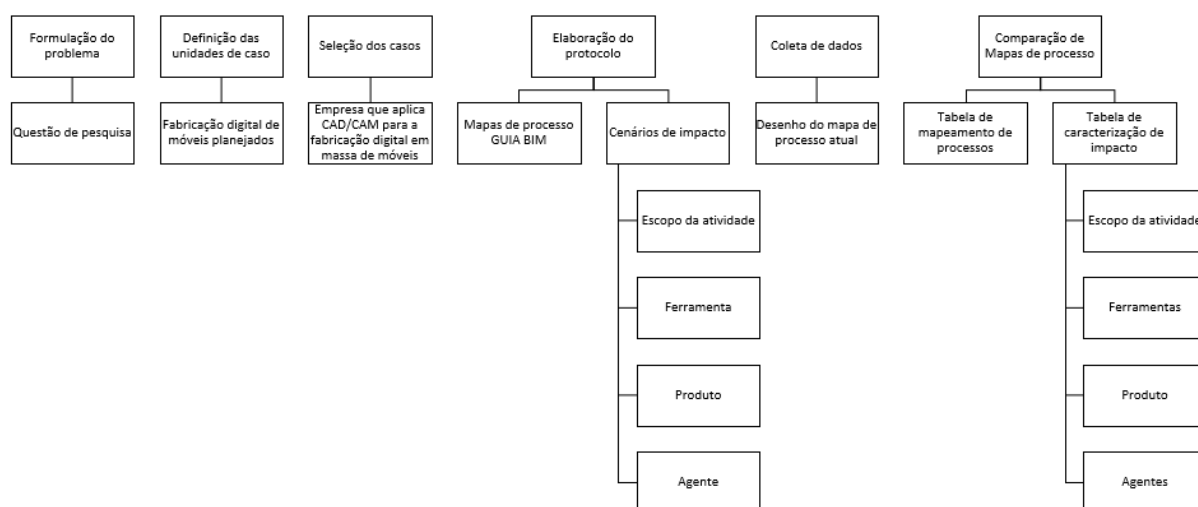 Formulação do
problema
Definição das
unidades de caso
Seleção dos casos
Elaboração do
protocolo
Coleta de dados
Comparação de
Mapas de processo
Questão de pesquisa
Fabricação digital de
móveis planejados
Empresa que aplica
CAD/CAM para a
fabricação digital em
massa de móveis
Mapas de processo
GUIA BIM
Cenários de impacto
Desenho do mapa de
processo atual
Tabela de
mapeamento de
processos
Tabela de
caracterização de
impacto
Escopo da atividade
Escopo da atividade
Ferramenta
Ferramentas
Produto
Produto
Agente
Agentes